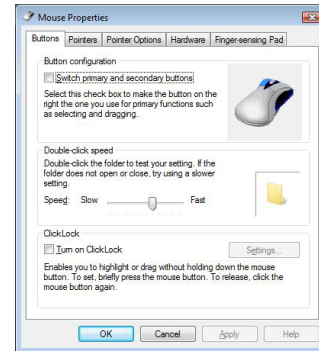 Mouse Properties
Buttons Pointers Pointer Options Hardware Finger-sensing Pad
Button configuration
Switch primary and secondary buttons
Select this check box to make the button on the
right the one you use for primary functions such
as selecting and dragging.
Double-click speed
Double-click the folder to test your setting. If the
folder does not open or close, try using a slower
setting.
Speed: Slow Fast
ClickLock
Turn on ClickLock Settings...
Enables you to highlight or drag without holding down the mouse
button. To set, briefly press the mouse button. To release, click the
mouse button again.
OK Cancel Apply Help